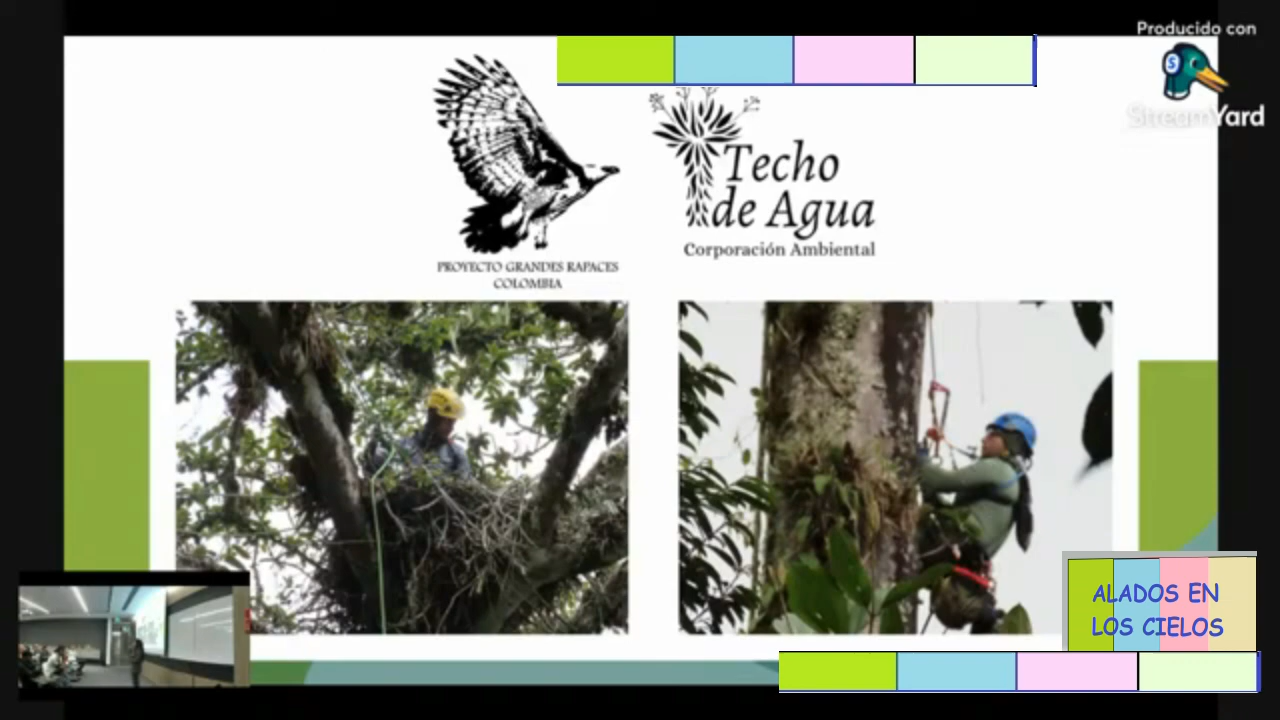 Producido con
StreamYard
Techo
de Agua
Corporación Ambiental
PROYECTO GRANDES RAPACES
COLOMBIA
ALADOS EN
LOS CIELOS